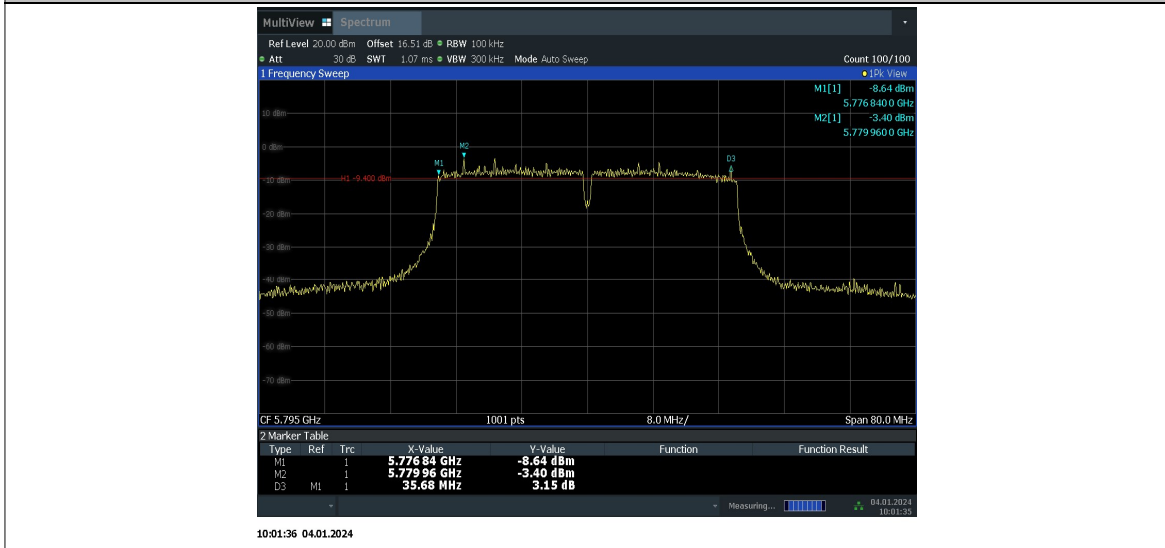 MultiView Spectrum
Ref Level 20.00 dBm Offset 16.51 dB RBW 100 kHz
Att 30 dB SWT 1.07 ms VBW 300 kHz Mode Auto Sweep Count 100/100
1 Frequency Sweep 1Pk View
M1[1] -8.64 dBm
5.776 840 0 GHz
10 dBm
M2[1] -3.40 dBm
5.779 960 0 GHz
0 dBm
M2
M1
D3
-10 dBm
H1 -9.400 dBm
-20 dBm
-30 dBm
-40 dBm
-50 dBm
-60 dBm
-70 dBm
CF 5.795 GHz 1001 pts 8.0 MHz/ Span 80.0 MHz
2 Marker Table
Type Ref Trc X-Value Y-Value Function Function Result
M1 1 5.776 84 GHz -8.64 dBm
M2 1 5.779 96 GHz -3.40 dBm
D3 M1 1 35.68 MHz 3.15 dB
Measuring... 04.01.2024
10:01:35
10:01:36 04.01.2024